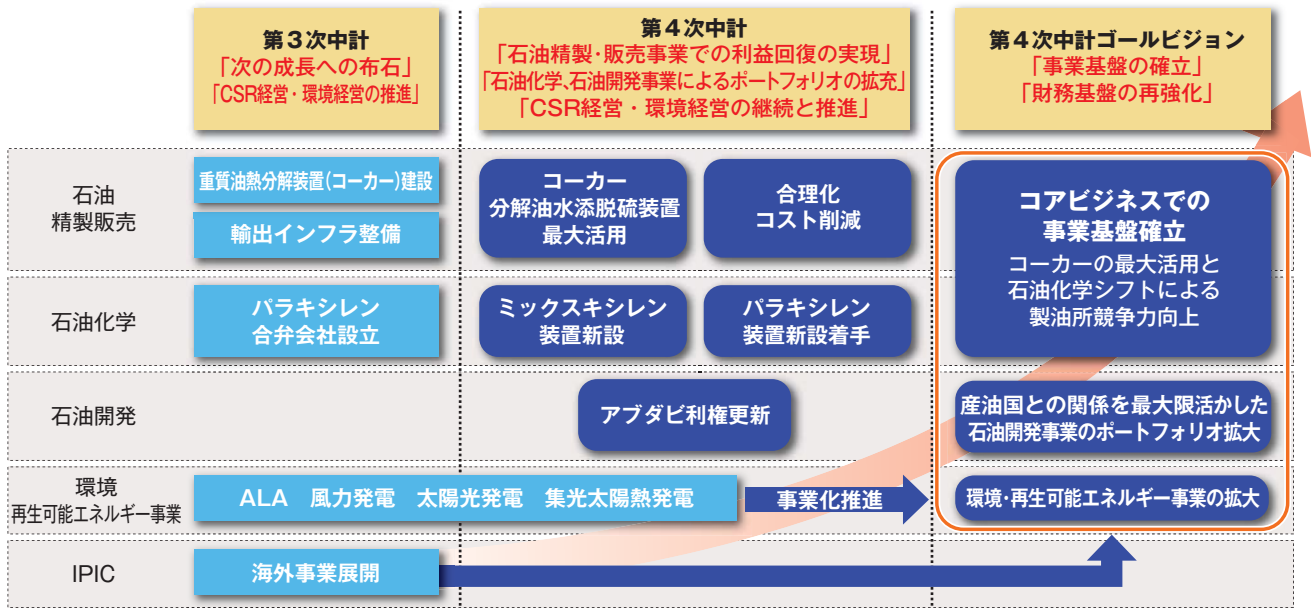 第3次中計
「次の成長への布石」
「CSR経営・環境経営の推進」
第4次中計
「石油精製・販売事業での利益回復の実現」
「石油化学、石油開発事業によるポートフォリオの拡充」
「CSR経営・環境経営の継続と推進」
第4次中計ゴールビジョン
「事業基盤の確立」
「財務基盤の再強化」
石油
精製販売
重質油熱分解装置(コーカー)建設
輸出インフラ整備
コーカー
分解油水添脱硫装置
最大活用
合理化
コスト削減
コアビジネスでの
事業基盤確立
コーカーの最大活用と
石油化学シフトによる
製油所競争力向上
石油化学
パラキシレン
合弁会社設立
ミックスキシレン
装置新設
パラキシレン
装置新設着手
石油開発
アブダビ利権更新
産油国との関係を最大限活かした
石油開発事業のポートフォリオ拡大
環境
再生可能エネルギー事業
ALA 風力発電 太陽光発電 集光太陽熱発電
事業化推進
環境・再生可能エネルギー事業の拡大
IPIC
海外事業展開